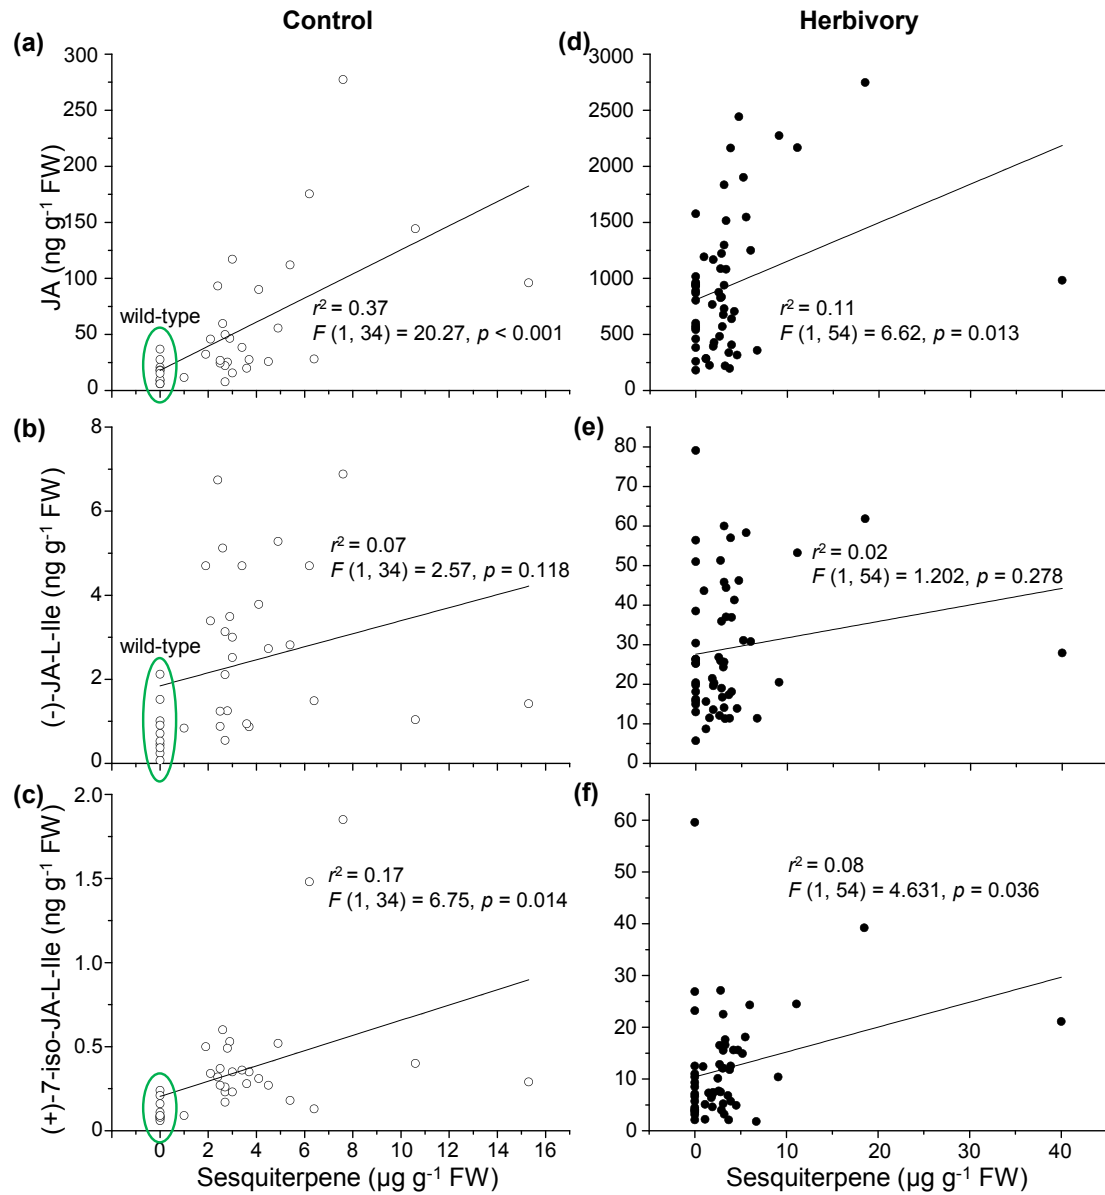 Control
Herbivory
(a)
300
250
200
150
100
50
0
JA (ng g-1 FW)
wild-type
r2 = 0.37
F (1, 34) = 20.27, p < 0.001
(d)
3000
2500
2000
1500
1000
500
0
r2 = 0.11
F (1, 54) = 6.62, p = 0.013
(b)
8
6
4
2
0
(-)-JA-L-Ile (ng g-1 FW)
wild-type
r2 = 0.07
F (1, 34) = 2.57, p = 0.118
(e)
80
70
60
50
40
30
20
10
0
r2 = 0.02
F (1, 54) = 1.202, p = 0.278
(c)
2.0
1.5
1.0
0.5
0
(+)-7-iso-JA-L-Ile (ng g-1 FW)
r2 = 0.17
F (1, 34) = 6.75, p = 0.014
0 2 4 6 8 10 12 14 16
Sesquiterpene (µg g-1 FW)
(f)
60
50
40
30
20
10
0
r2 = 0.08
F (1, 54) = 4.631, p = 0.036
0 10 20 30 40
Sesquiterpene (µg g-1 FW)